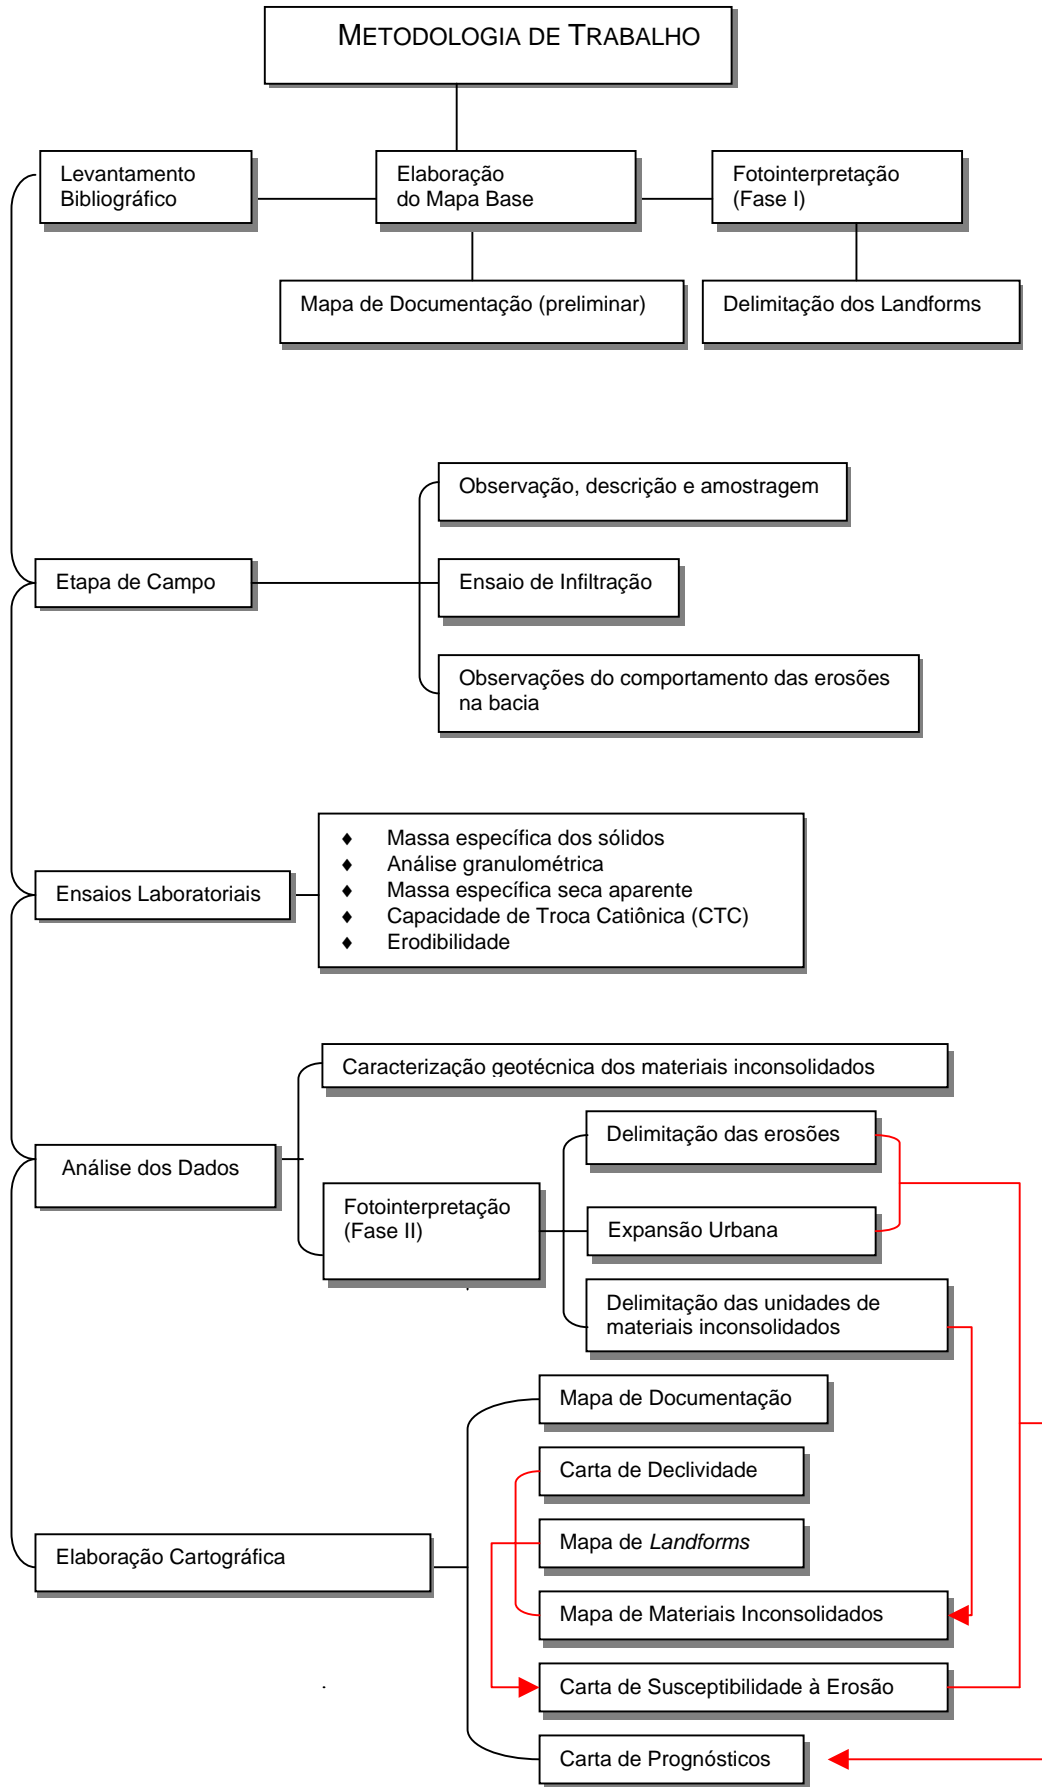 METODOLOGIA DE TRABALHO
Levantamento
Bibliográfico
Elaboração
do Mapa Base
Fotointerpretação
(Fase I)
Mapa de Documentação (preliminar)
Delimitação dos Landforms
Observação, descrição e amostragem
Etapa de Campo
Ensaio de Infiltração
Observações do comportamento das erosões
na bacia
Ensaios Laboratoriais
♦ Massa específica dos sólidos
♦ Análise granulométrica
♦ Massa específica seca aparente
♦ Capacidade de Troca Catiônica (CTC)
♦ Erodibilidade
Caracterização geotécnica dos materiais inconsolidados
Análise dos Dados
Fotointerpretação
(Fase II)
Delimitação das erosões
Expansão Urbana
Delimitação das unidades de
materiais inconsolidados
Elaboração Cartográfica
Mapa de Documentação
Carta de Declividade
Mapa de Landforms
Mapa de Materiais Inconsolidados
Carta de Susceptibilidade à Erosão
Carta de Prognósticos